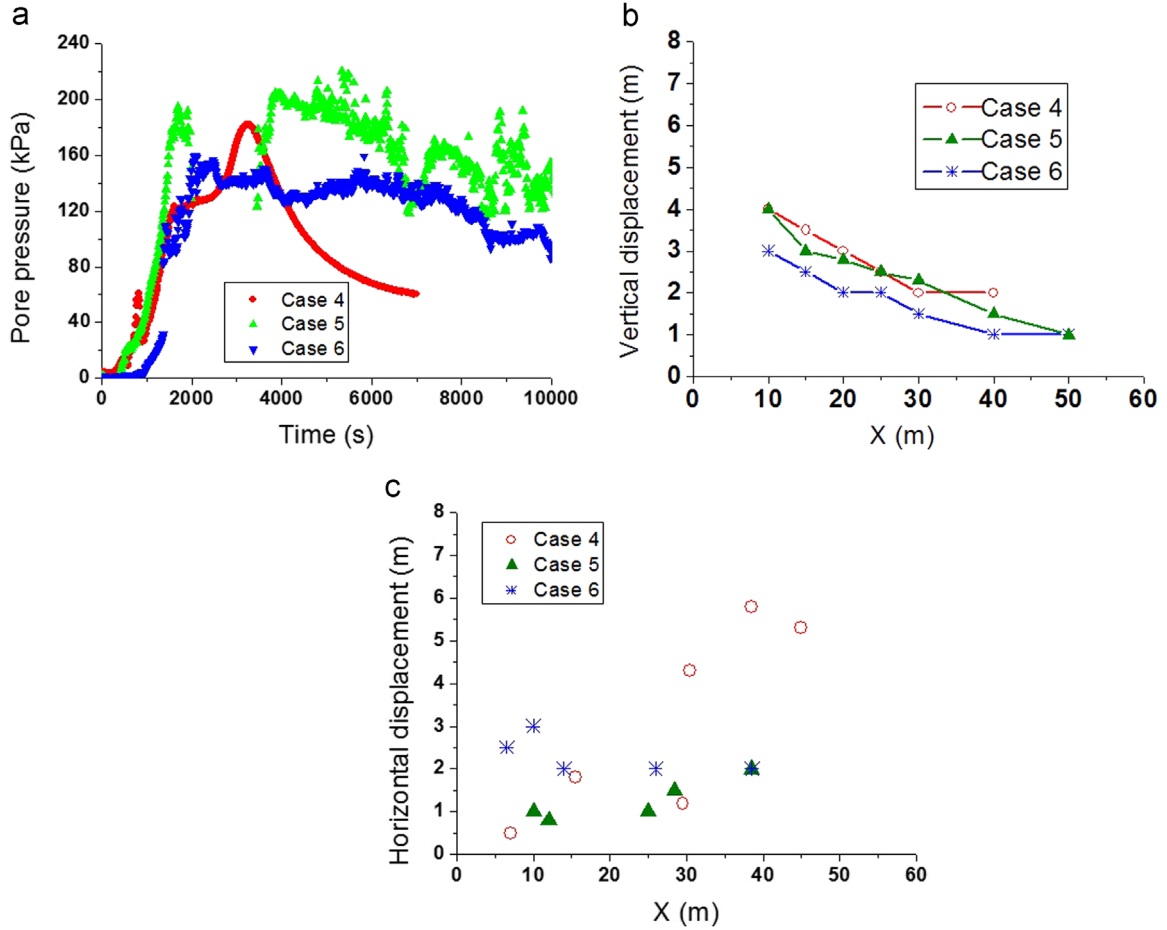 a
240
200
160
120
80
40
0
Pore pressure (kPa)
Case 4
Case 5
Case 6
0 2000 4000 6000 8000 10000
Time (s)
b
8
7
6
5
4
3
2
1
0
Vertical displacement (m)
Case 4
Case 5
Case 6
0 10 20 30 40 50 60
X (m)
c
8
7
6
5
4
3
2
1
0
Horizontal displacement (m)
Case 4
Case 5
Case 6
0 10 20 30 40 50 60
X (m)